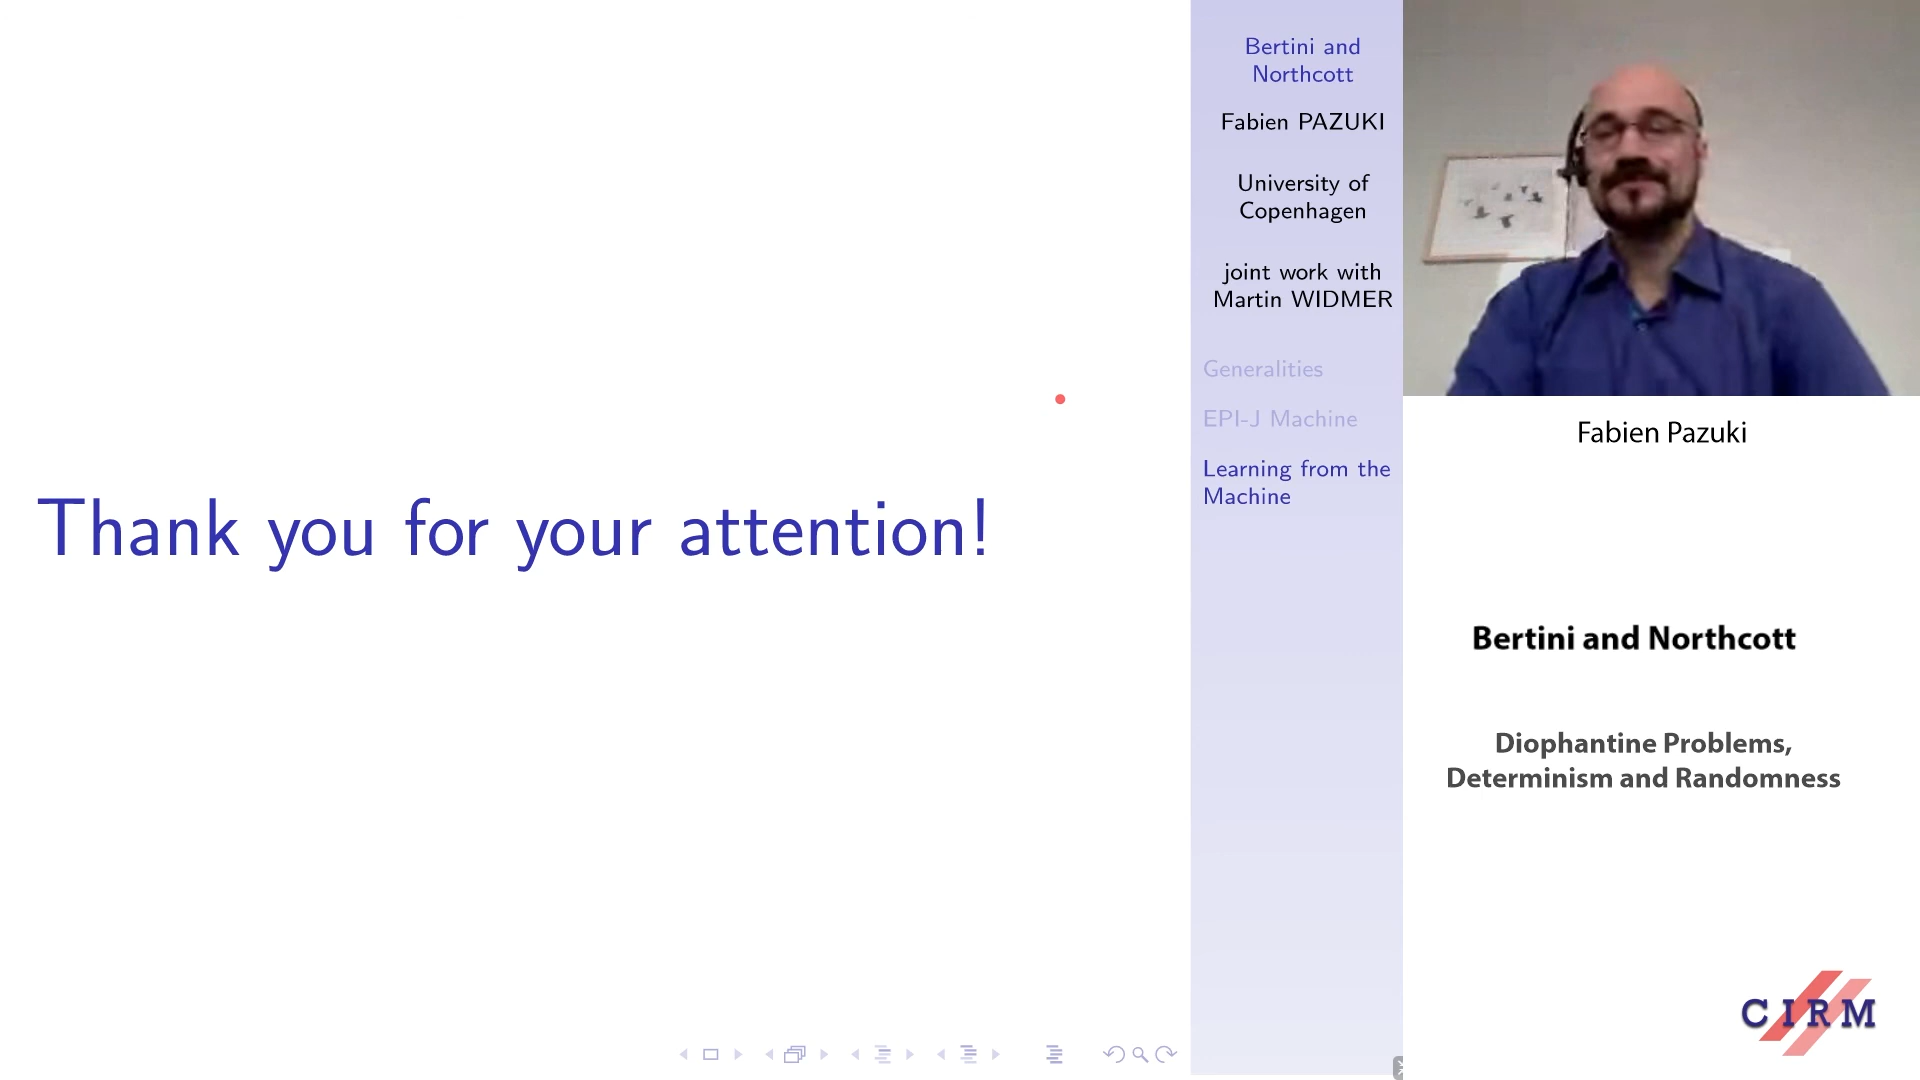 Thank you for your attention!
Bertini and
Northcott
Fabien PAZUKI
University of
Copenhagen
joint work with
Martin WIDMER
Generalities
EPI-J Machine
Learning from the
Machine
Fabien Pazuki
Bertini and Northcott
Diophantine Problems,
Determinism and Randomness
CIRM